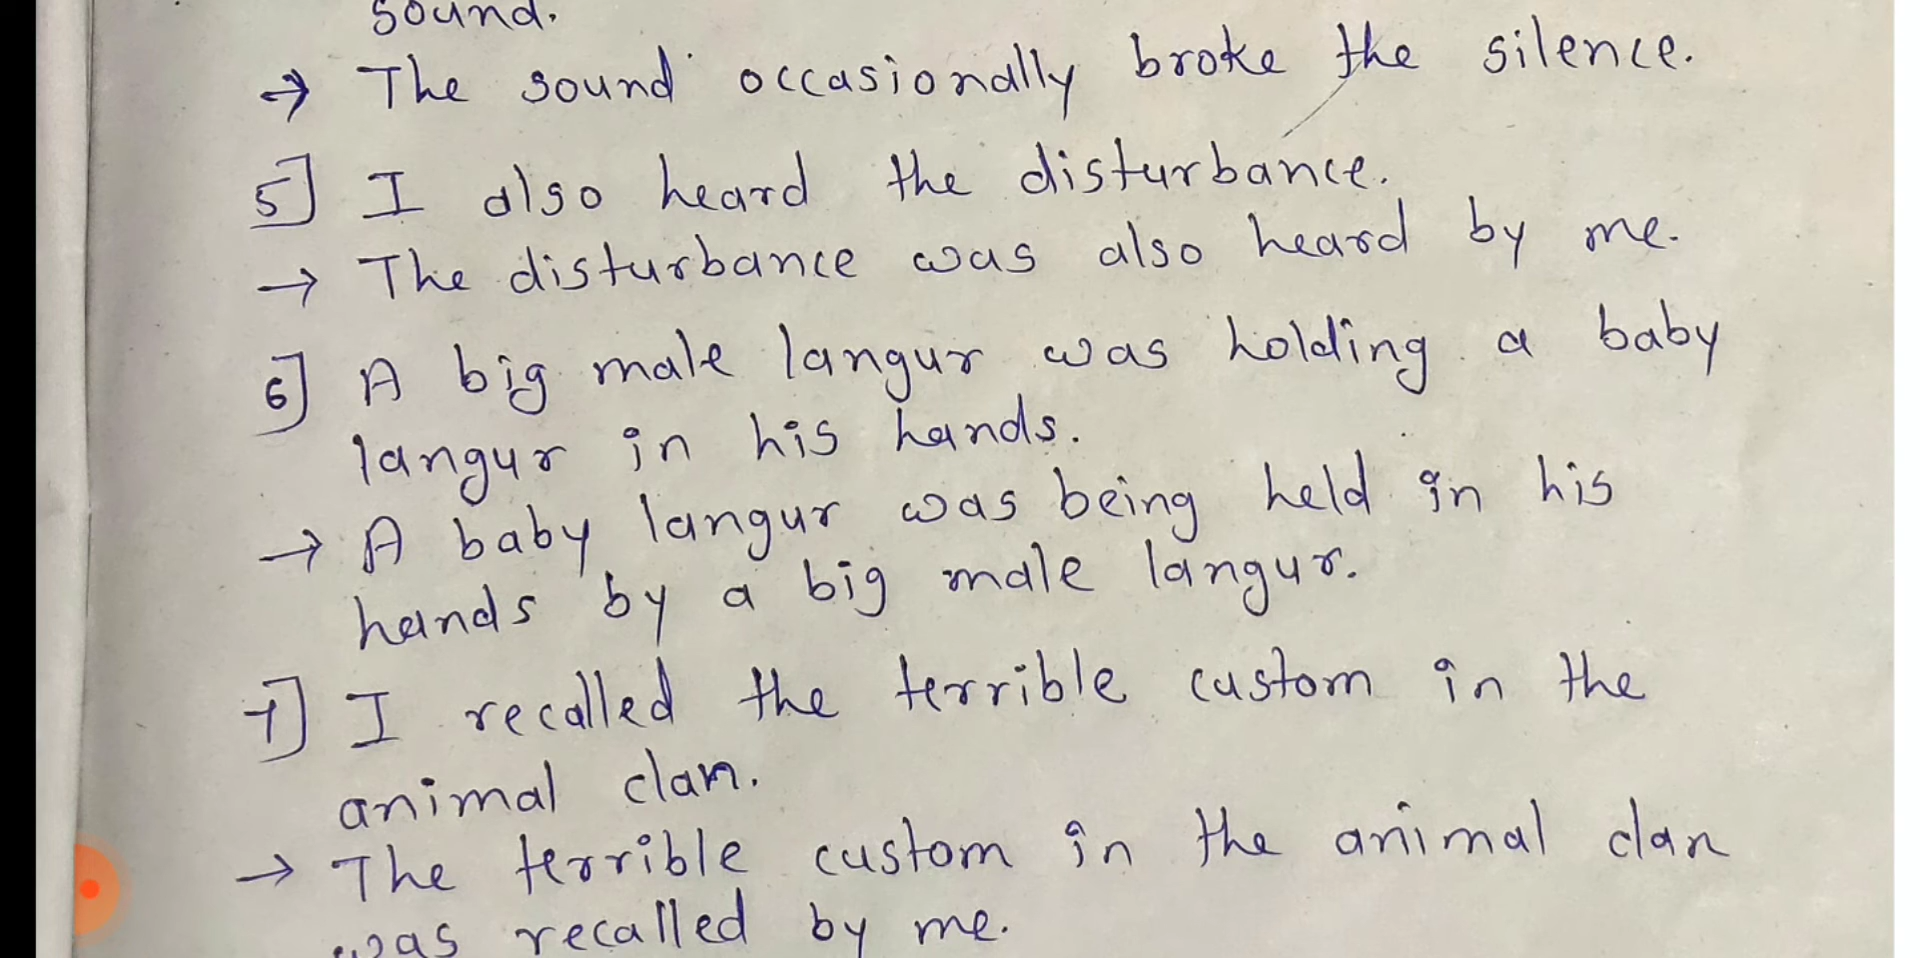 sound.
→ The sound occasionally broke the silence.
5] I also heard the disturbance.
→ The disturbance was also heard by me.
6] A big male langur was holding a baby
langur in his hands.
→ A baby langur was being held in his
hands by a big male langur.
7] I recalled the terrible custom in the
animal clan.
→ The terrible custom in the animal clan
was recalled by me.